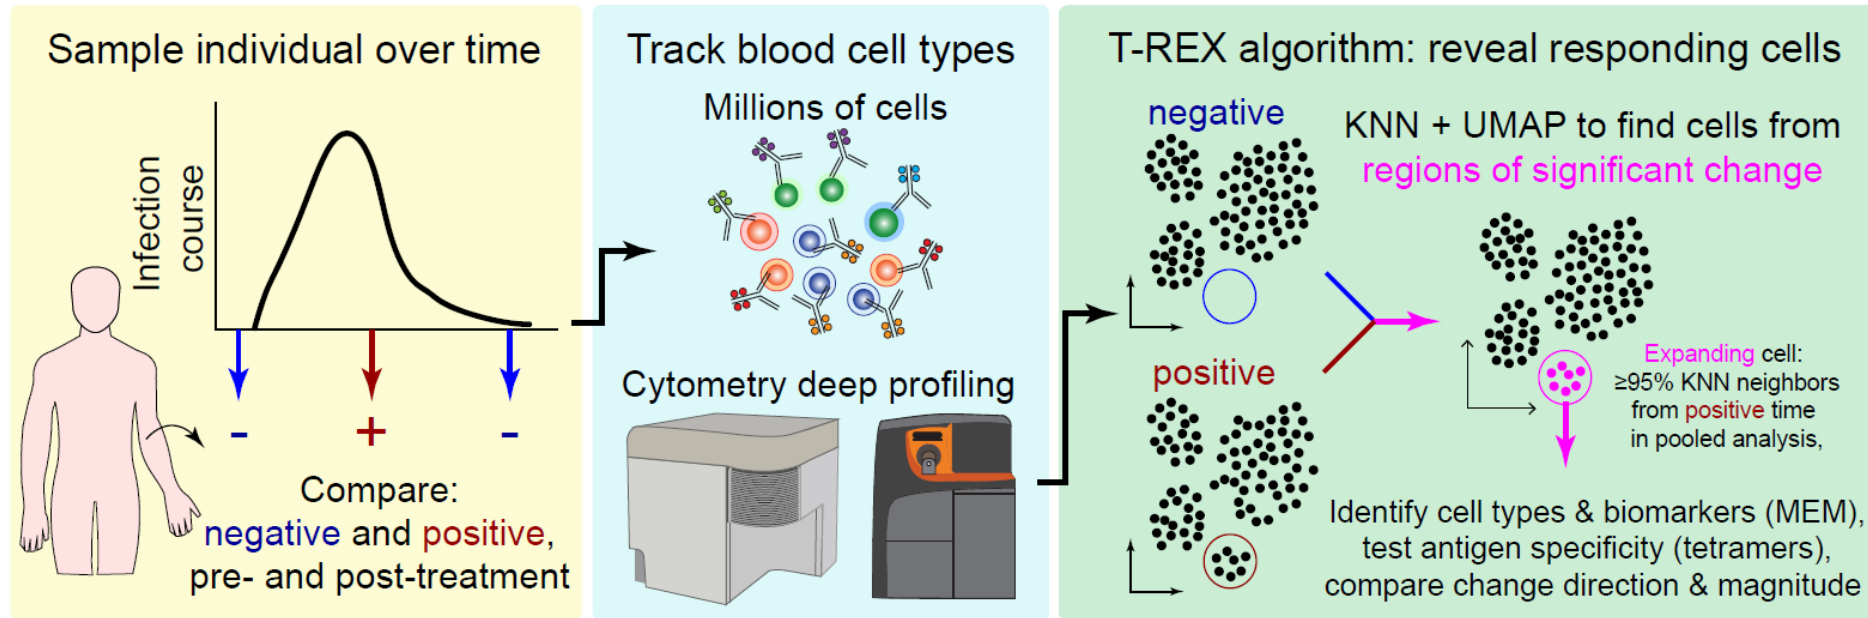 Sample individual over time
Infection
course
-
+
-
Compare:
negative and positive,
pre- and post-treatment
Track blood cell types
Millions of cells
Cytometry deep profiling
T-REX algorithm: reveal responding cells
negative
positive
KNN + UMAP to find cells from
regions of significant change
Expanding cell:
≥95% KNN neighbors
from positive time
in pooled analysis,
Identify cell types & biomarkers (MEM),
test antigen specificity (tetramers),
compare change direction & magnitude